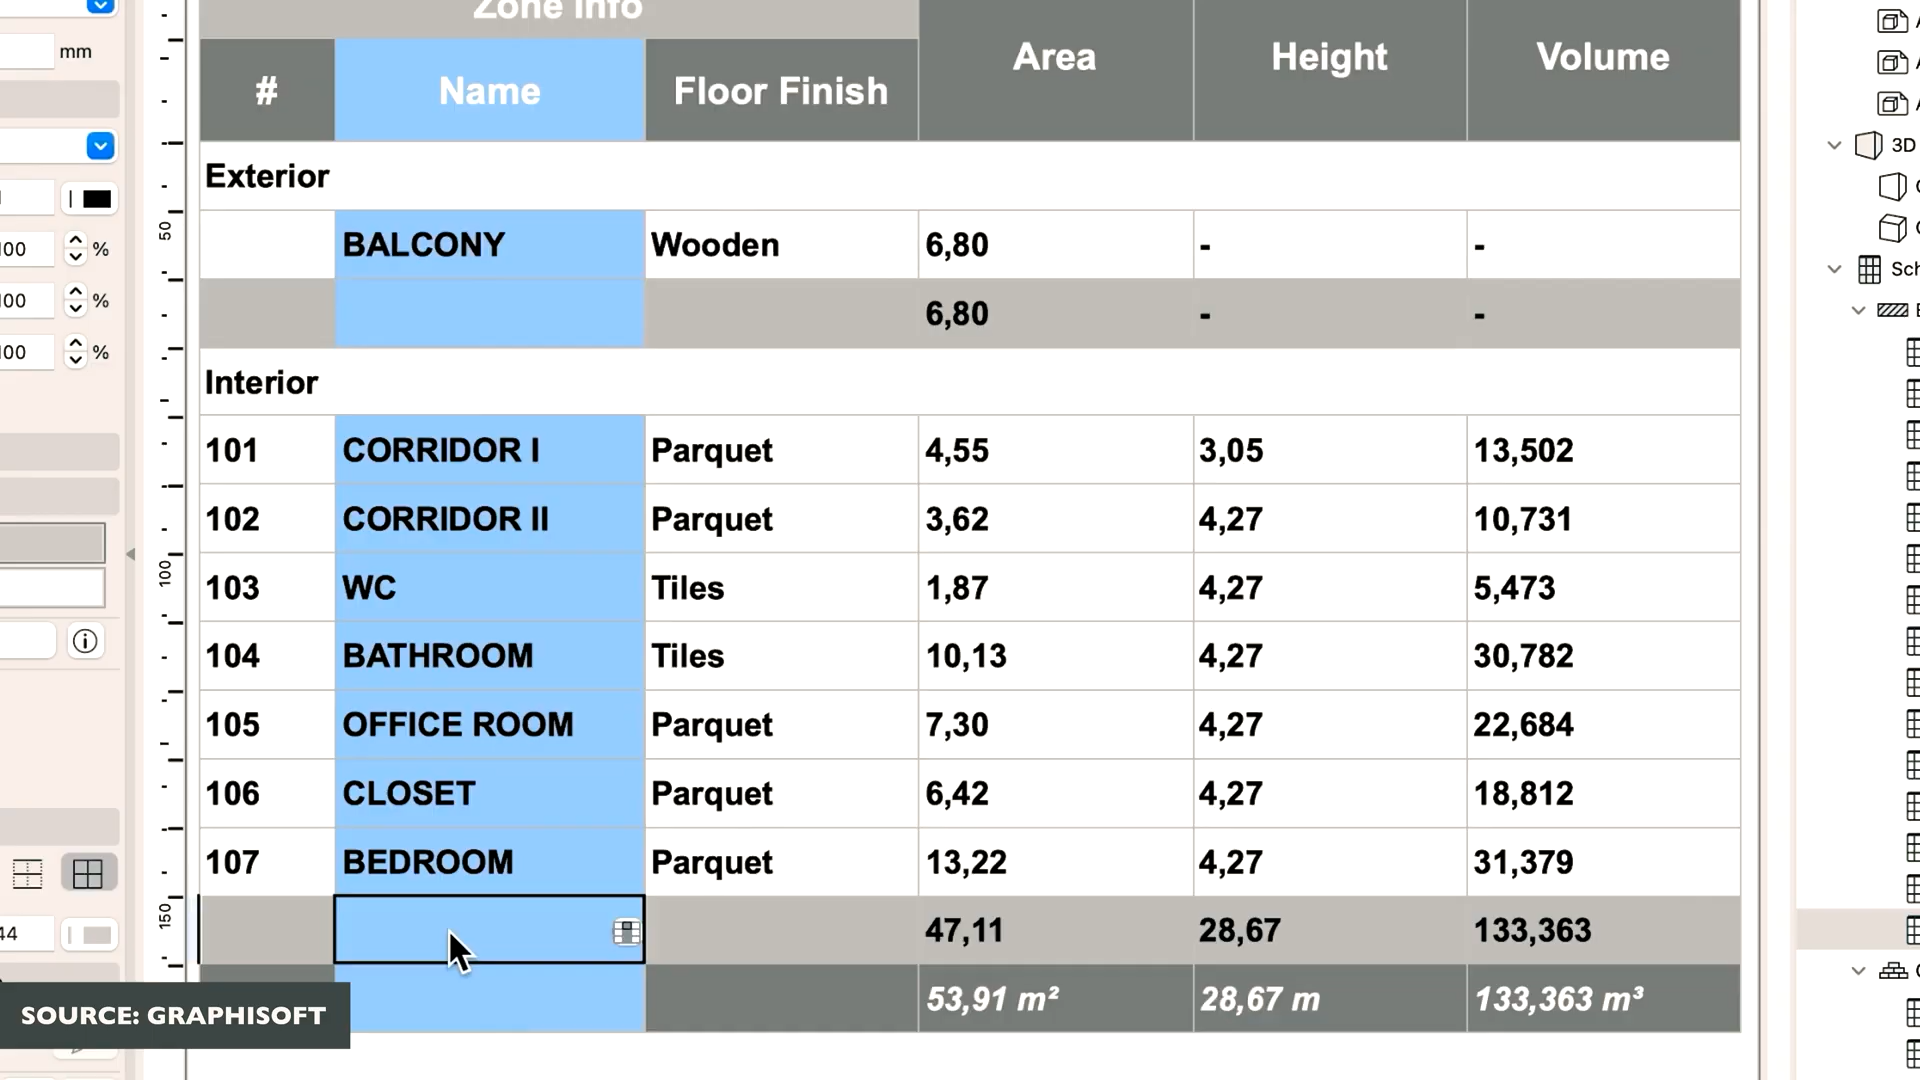 Zone Info
# Name Floor Finish Area Height Volume
Exterior
BALCONY Wooden 6,80 - -
6,80 - -
Interior
101 CORRIDOR I Parquet 4,55 3,05 13,502
102 CORRIDOR II Parquet 3,62 4,27 10,731
103 WC Tiles 1,87 4,27 5,473
104 BATHROOM Tiles 10,13 4,27 30,782
105 OFFICE ROOM Parquet 7,30 4,27 22,684
106 CLOSET Parquet 6,42 4,27 18,812
107 BEDROOM Parquet 13,22 4,27 31,379
47,11 28,67 133,363
53,91 m² 28,67 m 133,363 m³
mm
%
%
%
50
100
150
3D
SOURCE: GRAPHISOFT